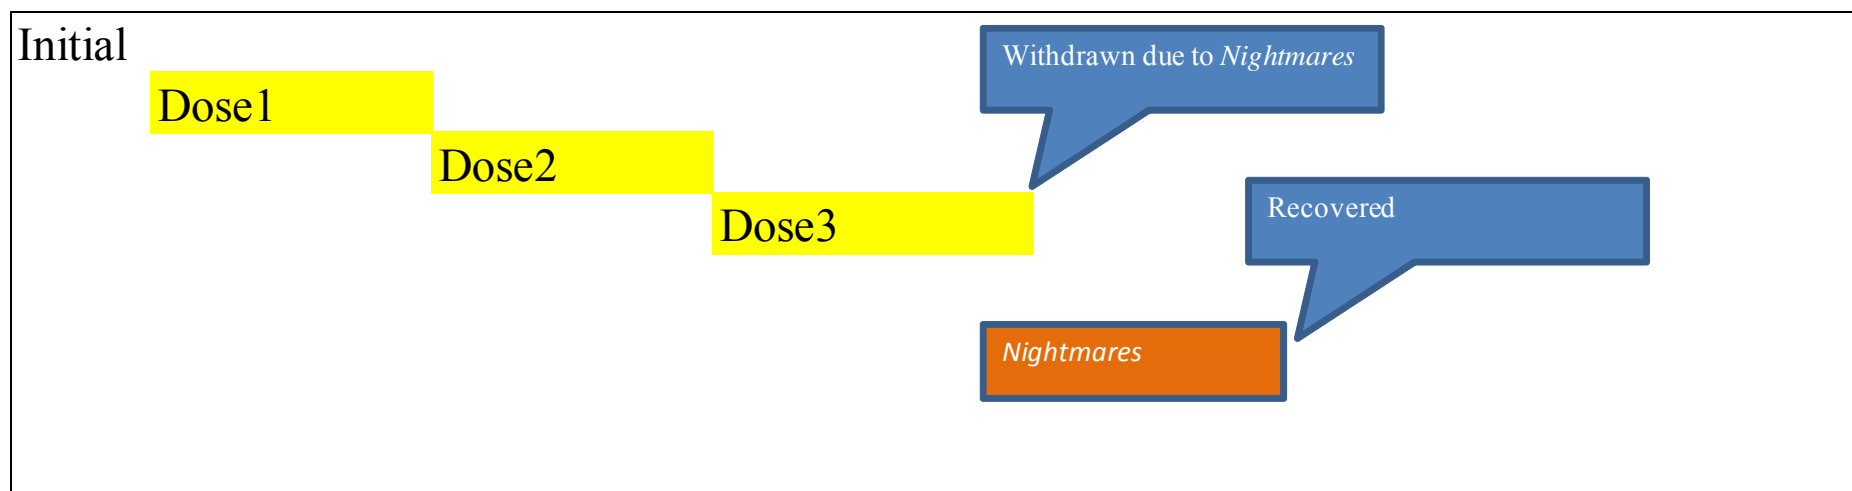 Initial
Withdrawn due to Nightmares
Dose1
Dose2
Dose3
Recovered
Nightmares